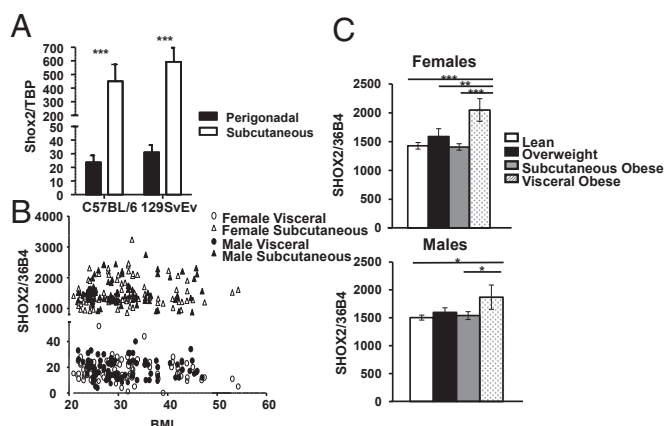 A
Shox2/TBP
700
600
500
400
300
200
100
30
20
10
0
***
***
Perigonadal
Subcutaneous
C57BL/6 129SvEv
B
SHOX2/36B4
4000
3000
2000
1000
40
20
0
Female Visceral
Female Subcutaneous
Male Visceral
Male Subcutaneous
20 30 40 50 60
BMI
C
Females
SHOX2/36B4
2500
2000
1500
1000
500
0
***
**
***
Lean
Overweight
Subcutaneous Obese
Visceral Obese
Males
SHOX2/36B4
2500
2000
1500
1000
500
0
*
*